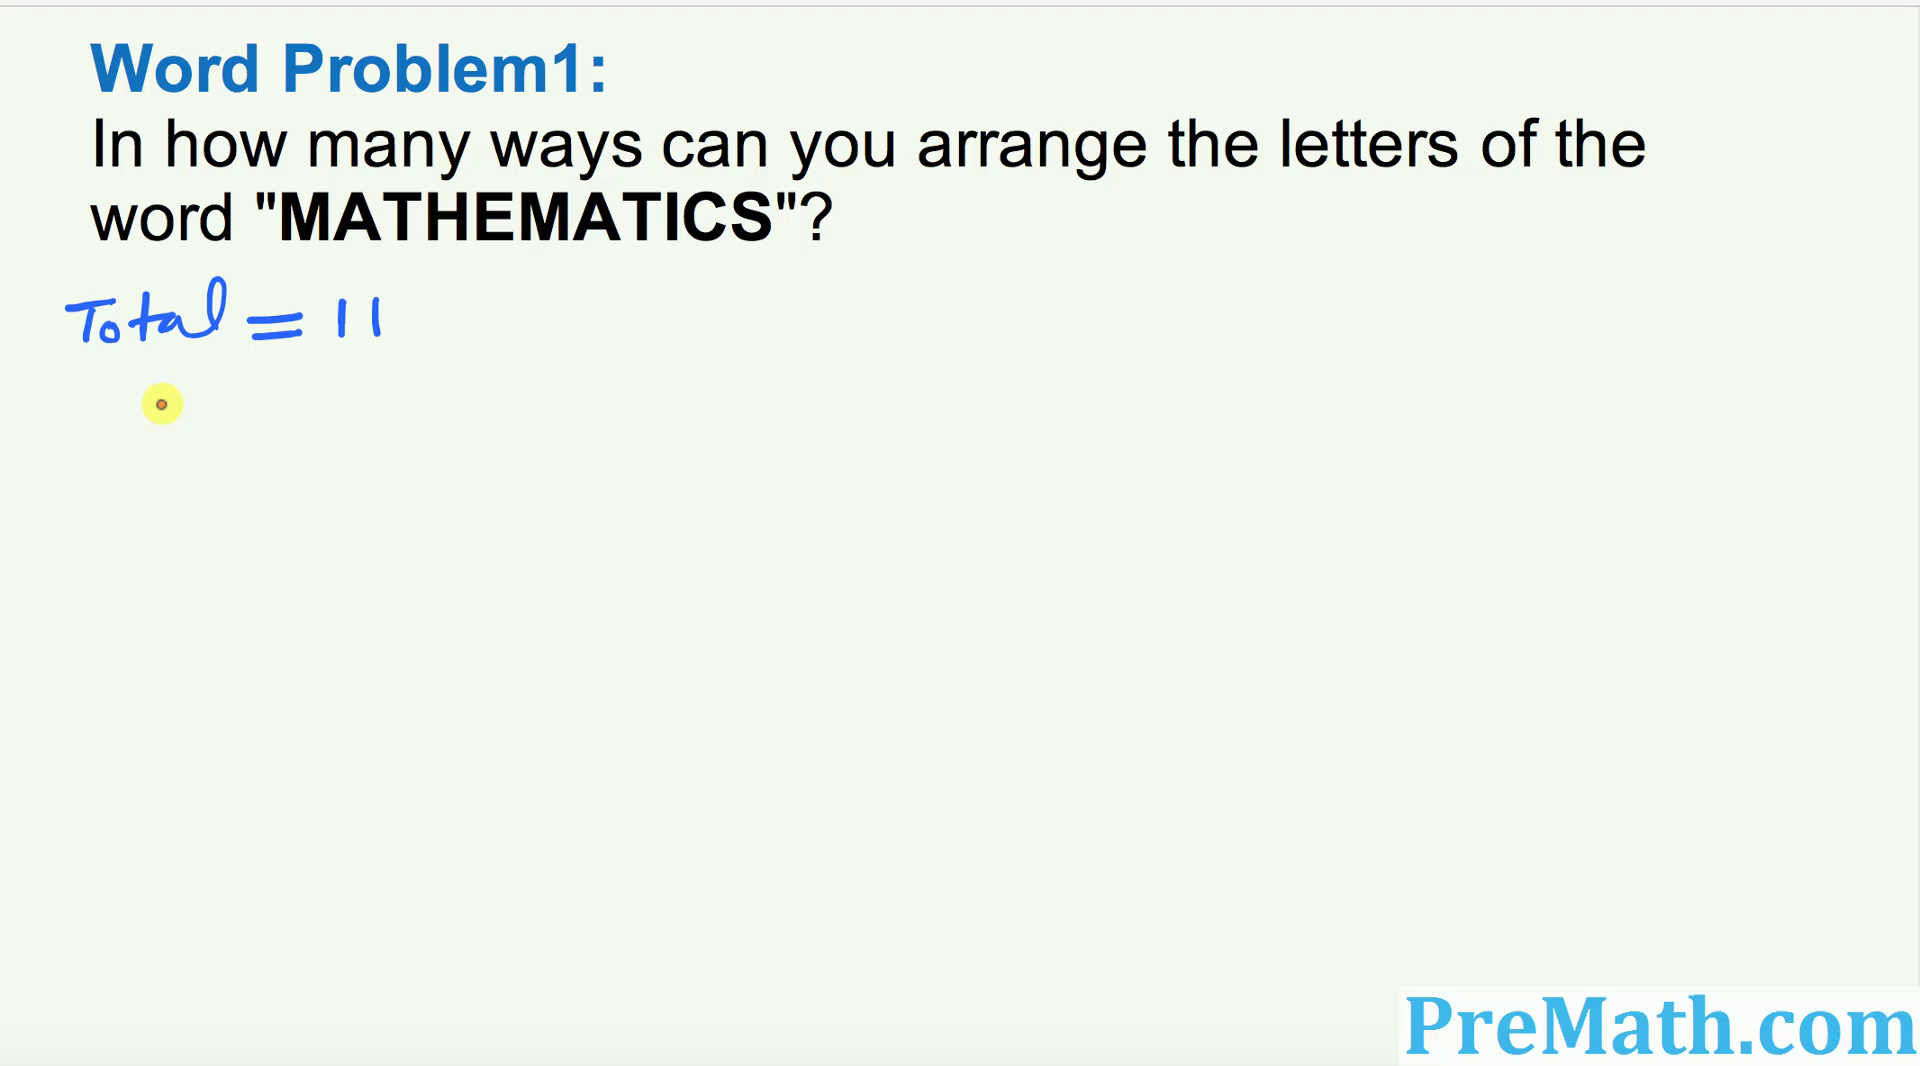 Word Problem1:
In how many ways can you arrange the letters of the
word "MATHEMATICS"?
Total = 11
PreMath.com